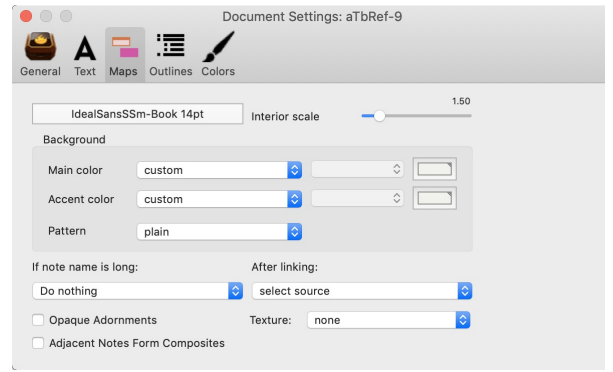 Document Settings: aTbRef-9
General Text Maps Outlines Colors
IdealSansSSm-Book 14pt Interior scale 1.50
Background
Main color custom
Accent color custom
Pattern plain
If note name is long: After linking:
Do nothing select source
Opaque Adornments Texture: none
Adjacent Notes Form Composites